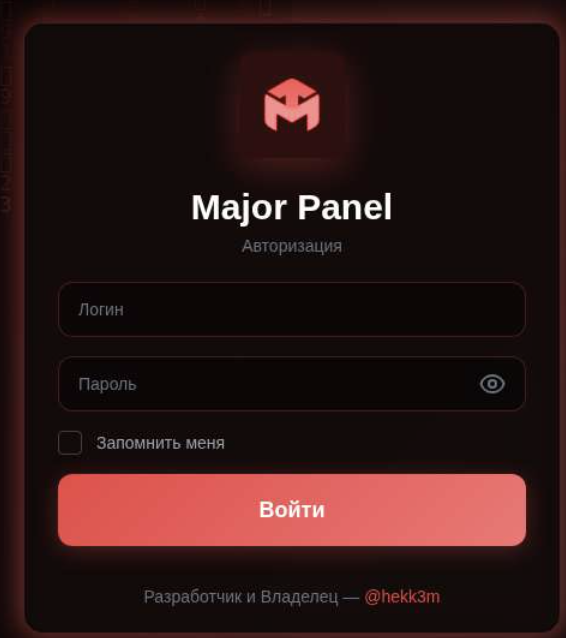 Major Panel
Авторизация
Логин
Пароль
Запомнить меня
Войти
Разработчик и Владелец — @hekk3m